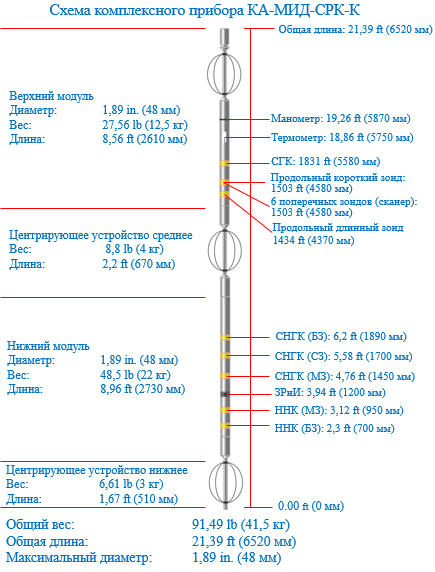 Схема комплексного прибора КА-МИД-СРК-К
Общая длина: 21,39 ft (6520 мм)
Верхний модуль
Диаметр: 1,89 in. (48 мм)
Вес: 27,56 lb (12,5 кг)
Длина: 8,56 ft (2610 мм)
Манометр: 19,26 ft (5870 мм)
Термометр: 18,86 ft (5750 мм)
СГК: 1831 ft (5580 мм)
Продольный короткий зонд:
1503 ft (4580 мм)
6 поперечных зондов (сканер):
1503 ft (4580 мм)
Продольный длинный зонд
1434 ft (4370 мм)
Центрирующее устройство среднее
Вес: 8,8 lb (4 кг)
Длина: 2,2 ft (670 мм)
Нижний модуль
Диаметр: 1,89 in. (48 мм)
Вес: 48,5 lb (22 кг)
Длина: 8,96 ft (2730 мм)
СНГК (БЗ): 6,2 ft (1890 мм)
СНГК (СЗ): 5,58 ft (1700 мм)
СНГК (МЗ): 4,76 ft (1450 мм)
ЗРнИ: 3,94 ft (1200 мм)
ННК (МЗ): 3,12 ft (950 мм)
ННК (БЗ): 2,3 ft (700 мм)
Центрирующее устройство нижнее
Вес: 6,61 lb (3 кг)
Длина: 1,67 ft (510 мм)
0.00 ft (0 мм)
Общий вес: 91,49 lb (41,5 кг)
Общая длина: 21,39 ft (6520 мм)
Максимальный диаметр: 1,89 in. (48 мм)